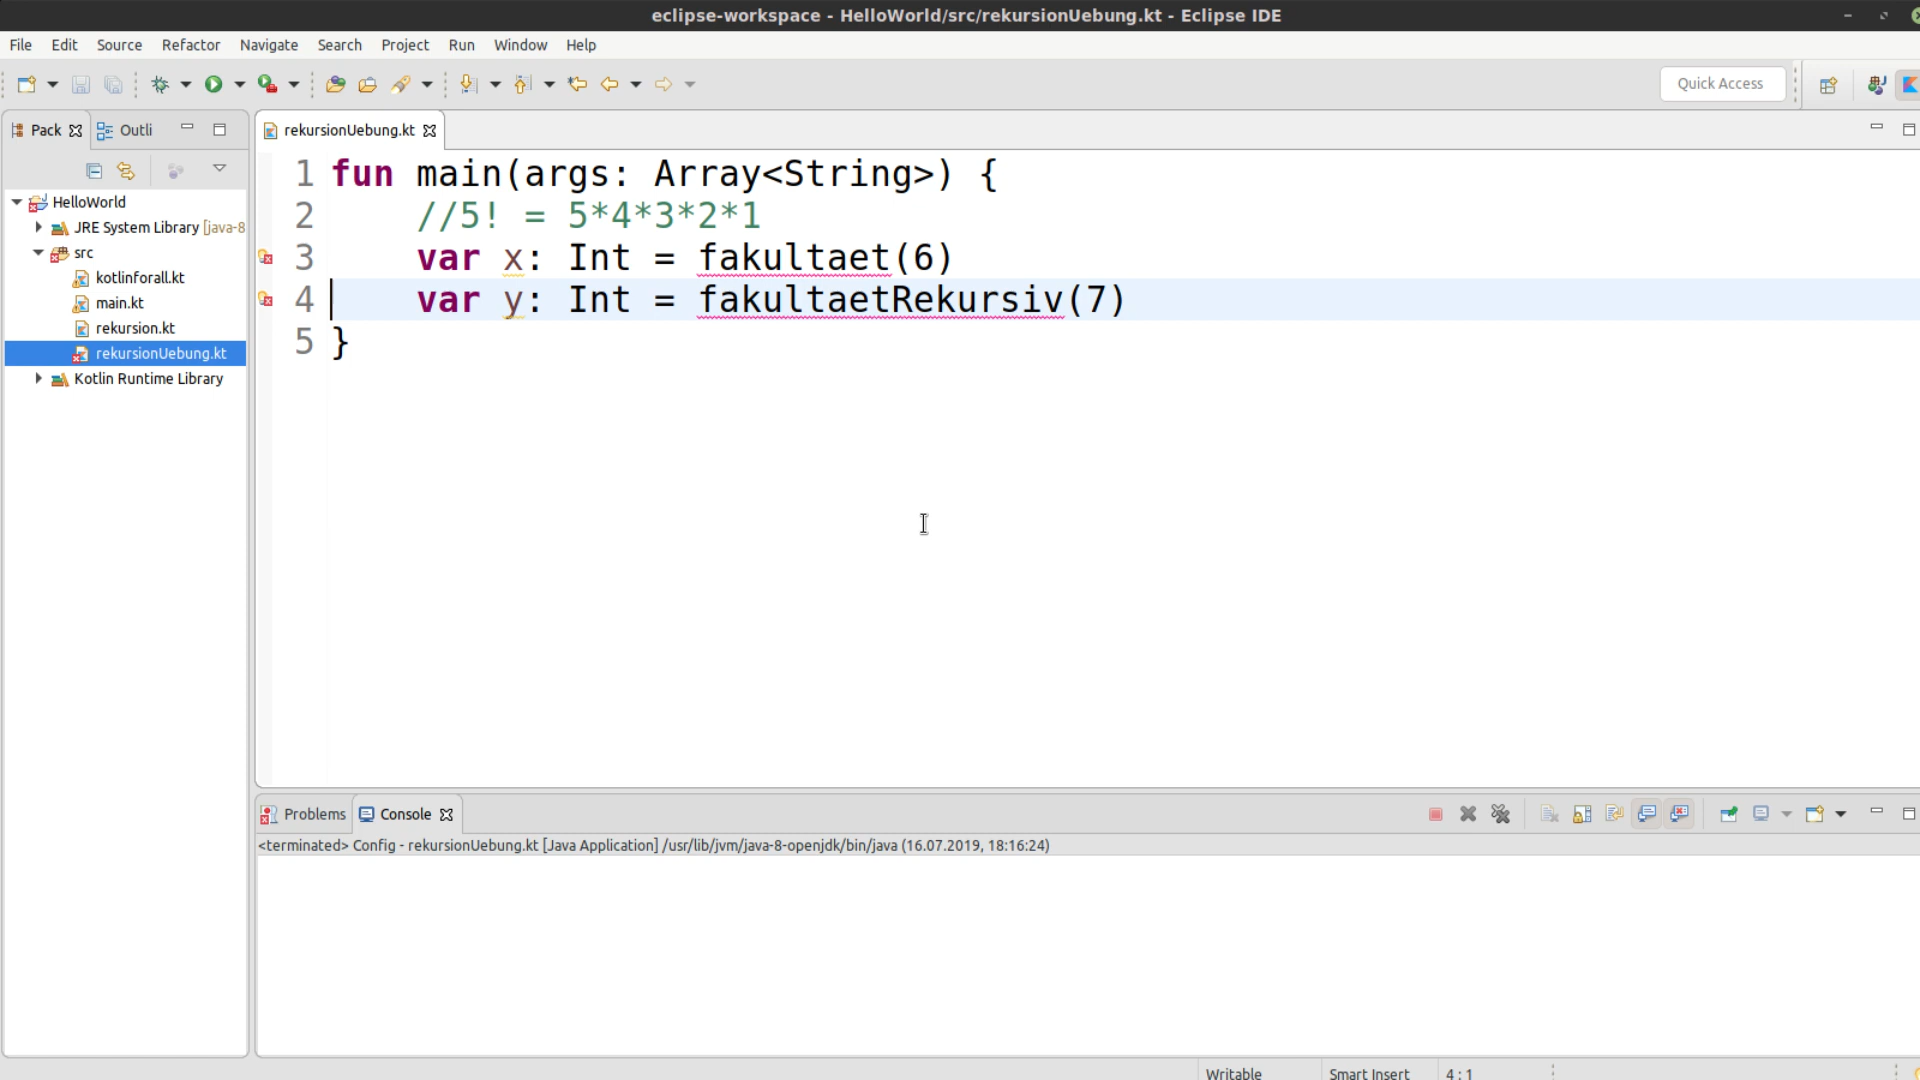 eclipse-workspace - HelloWorld/src/rekursionUebung.kt - Eclipse IDE
File Edit Source Refactor Navigate Search Project Run Window Help
Quick Access
Pack Outli
rekursionUebung.kt
HelloWorld
JRE System Library [java-8
src
kotlinforall.kt
main.kt
rekursion.kt
rekursionUebung.kt
Kotlin Runtime Library
1 fun main(args: Array<String>) {
2 //5! = 5*4*3*2*1
3 var x: Int = fakultaet(6)
4 var y: Int = fakultaetRekursiv(7)
5 }
Problems Console
<terminated> Config - rekursionUebung.kt [Java Application] /usr/lib/jvm/java-8-openjdk/bin/java (16.07.2019, 18:16:24)
Writable Smart Insert 4 : 1